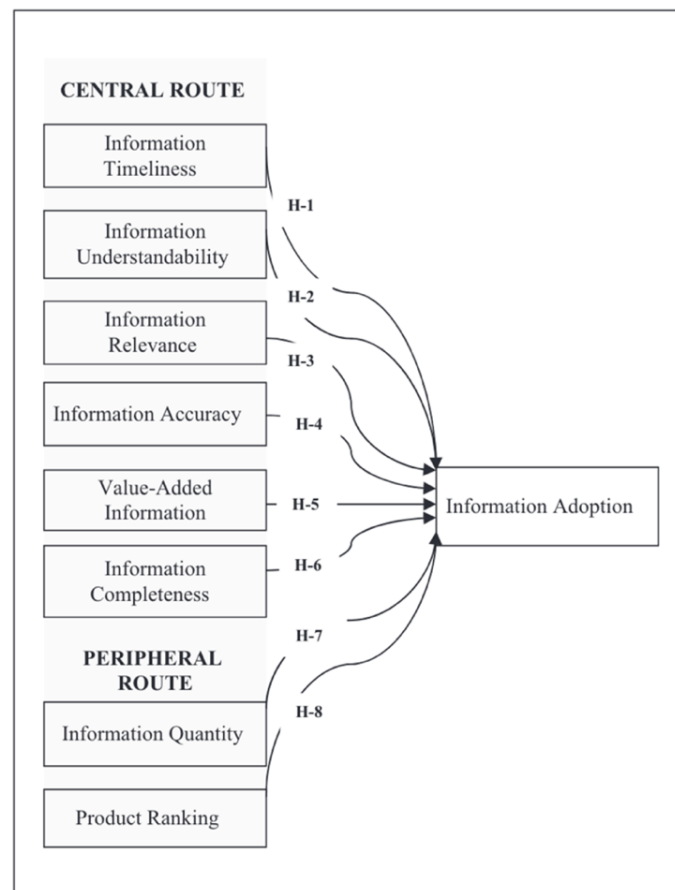 CENTRAL ROUTE
Information
Timeliness
H-1
Information
Understandability
H-2
Information
Relevance
H-3
Information Accuracy
H-4
Value-Added
Information
H-5
Information Adoption
Information
Completeness
H-6
H-7
PERIPHERAL
ROUTE
Information Quantity
H-8
Product Ranking